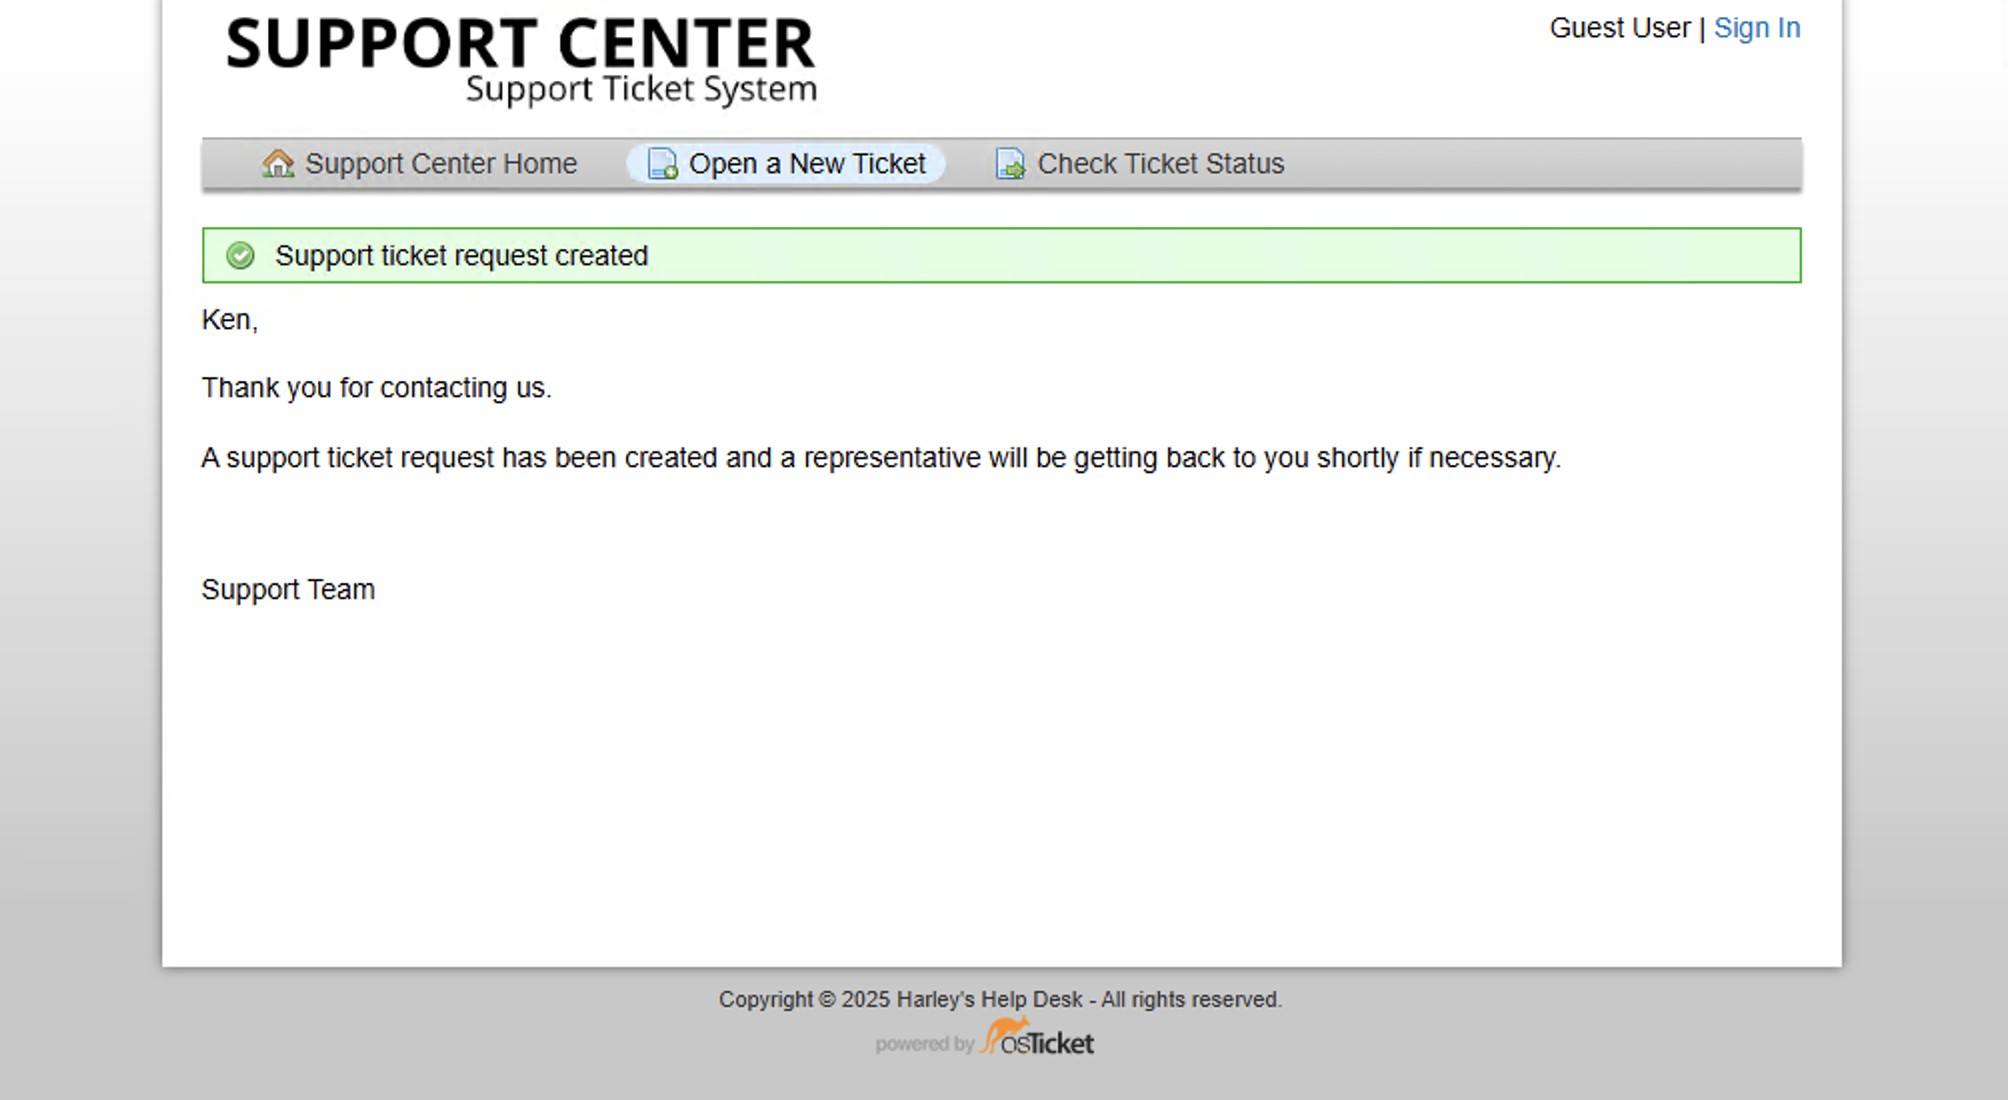 SUPPORT CENTER
Support Ticket System
Guest User | Sign In
Support Center Home
Open a New Ticket
Check Ticket Status
Support ticket request created
Ken,
Thank you for contacting us.
A support ticket request has been created and a representative will be getting back to you shortly if necessary.
Support Team
Copyright © 2025 Harley's Help Desk - All rights reserved.
powered by osTicket